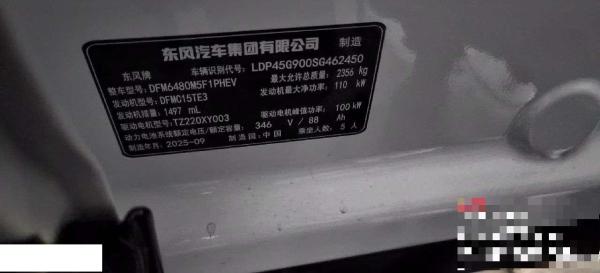 东风汽车集团有限公司 制造
东风牌 车辆识别代号: LDP45G900SG462450
整车型号: DFM6480M5F1PHEV 最大允许总质量: 2356 kg
发动机型号: DFMC15TE3 发动机最大净功率: 110 kW
发动机排量: 1497 mL
驱动电机型号: TZ220XY003 驱动电机峰值功率: 100 kW
动力电池系统额定电压/额定容量: 346 V / 88 Ah
制造年月: 2025-09 制造国: 中国 乘坐人数: 5 人